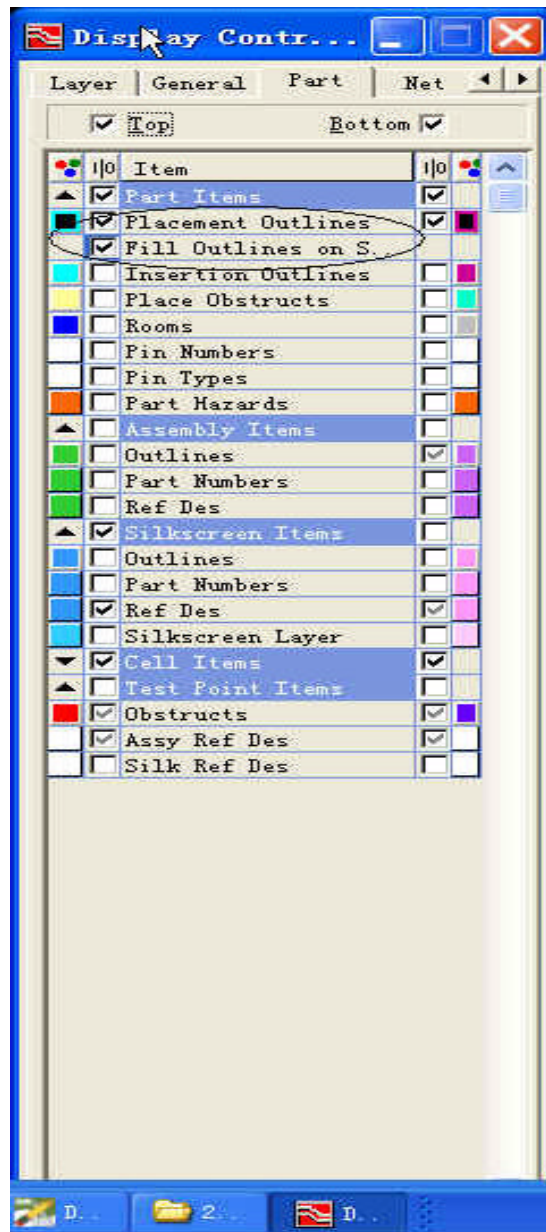 Display Contr...
Layer General Part Net
Top Bottom
I|O Item I|O
Part Items
Placement Outlines
Fill Outlines on S...
Insertion Outlines
Place Obstructs
Rooms
Pin Numbers
Pin Types
Part Hazards
Assembly Items
Outlines
Part Numbers
Ref Des
Silkscreen Items
Outlines
Part Numbers
Ref Des
Silkscreen Layer
Cell Items
Test Point Items
Obstructs
Assy Ref Des
Silk Ref Des
D... 2... D...